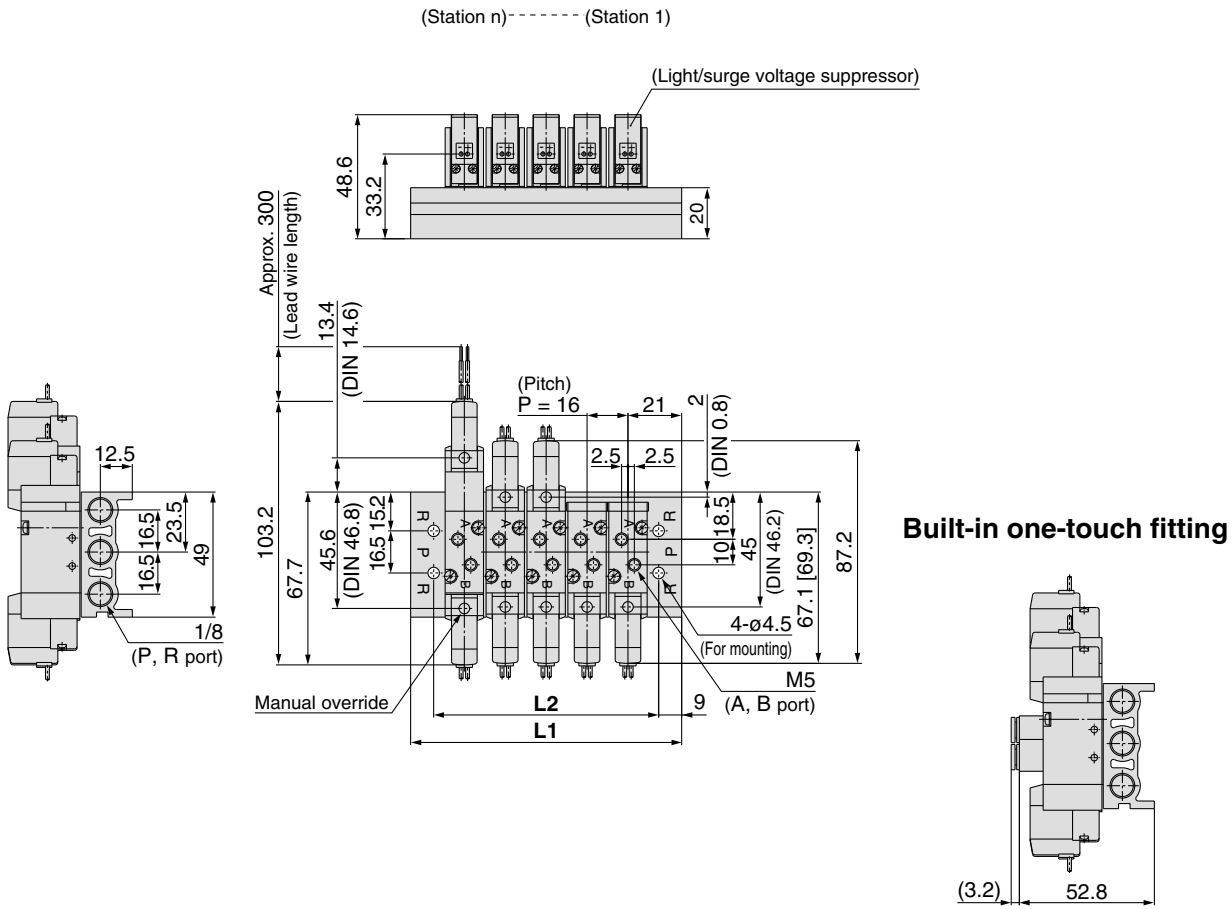 (Station n)-------(Station 1)
(Light/surge voltage suppressor)
48.6
33.2
20
Approx. 300
(Lead wire length)
13.4
(DIN 14.6)
(Pitch)
P = 16
21
2
(DIN 0.8)
2.5
2.5
12.5
16.5
16.5
23.5
49
1/8
(P, R port)
103.2
67.7
45.6
(DIN 46.8)
15.2
16.5
R
P
R
A
A
A
A
A
B
B
B
B
B
R
P
R
18.5
10
45
(DIN 46.2)
67.1 [69.3]
87.2
4-ø4.5
(For mounting)
M5
(A, B port)
Manual override
L2
9
L1
Built-in one-touch fitting
(3.2)
52.8